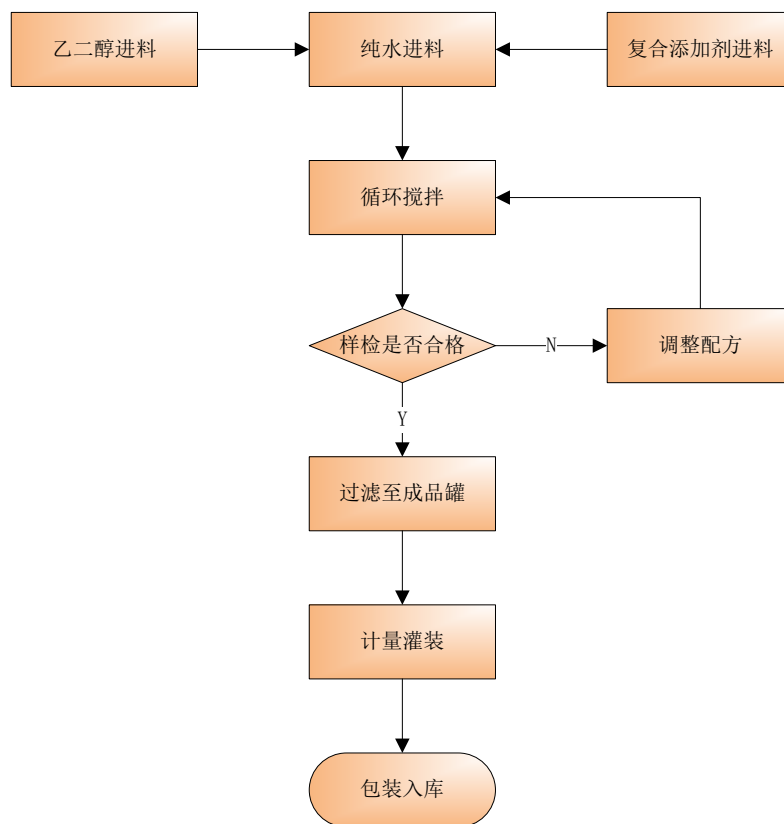 乙二醇进料
纯水进料
复合添加剂进料
循环搅拌
样检是否合格
N
调整配方
Y
过滤至成品罐
计量灌装
包装入库